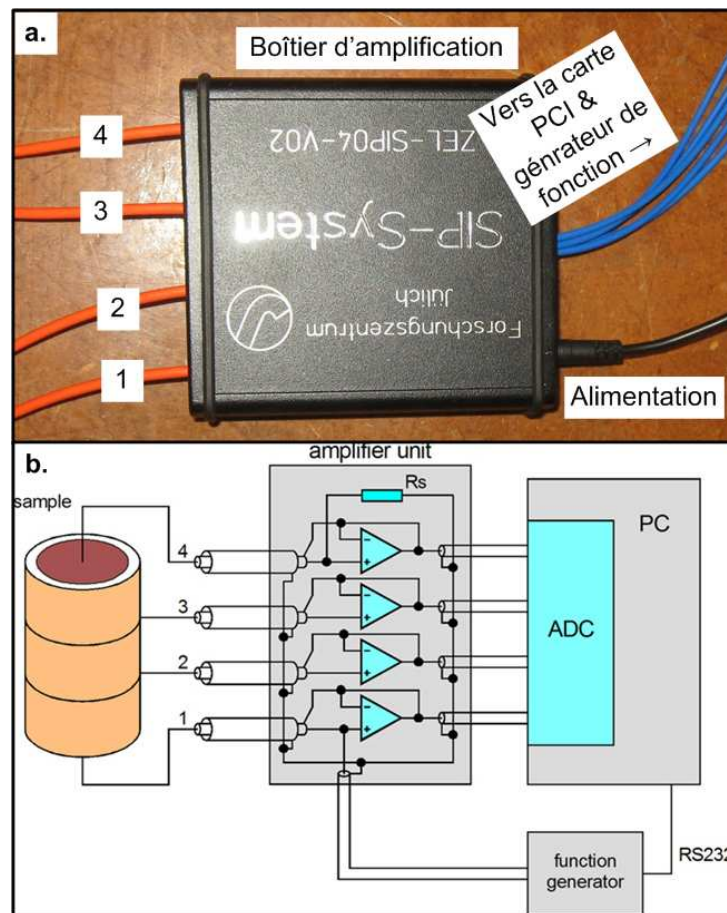 a.
Boîtier d'amplification
Vers la carte
PCI &
génrateur de
fonction →
4
3
2
1
ZEL-SIP04-V02
SIP-System
Forschungszentrum
Jülich
Alimentation
b.
amplifier unit
sample
Rs
PC
4
3
ADC
2
1
function
generator
RS232